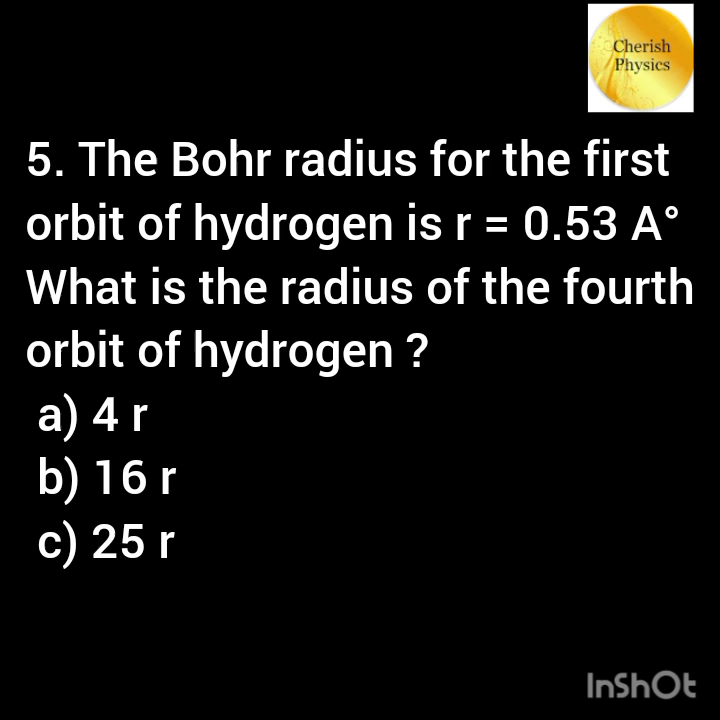 Cherish
Physics
5. The Bohr radius for the first
orbit of hydrogen is r = 0.53 A°
What is the radius of the fourth
orbit of hydrogen ?
a) 4 r
b) 16 r
c) 25 r
InShOt